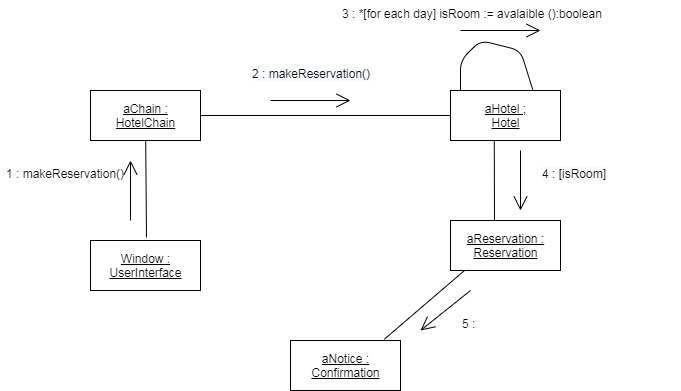 3 : *[for each day] isRoom := avalaible ():boolean
2 : makeReservation()
aChain :
HotelChain
aHotel ;
Hotel
1 : makeReservation()
4 : [isRoom]
Window :
UserInterface
aReservation :
Reservation
5 :
aNotice :
Confirmation